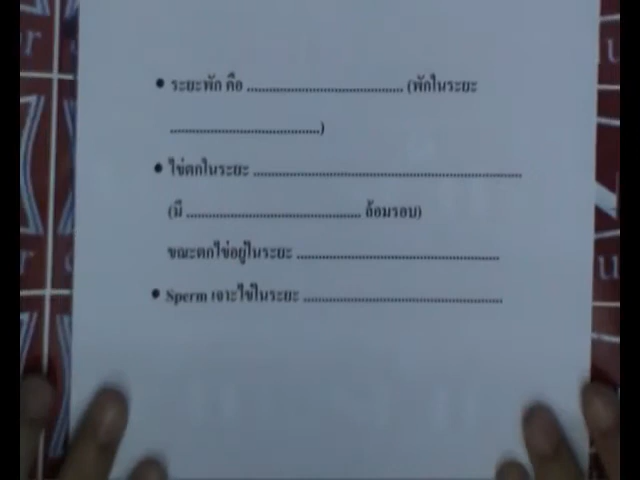 • ระยะพัก คือ ........................................ (พักในระยะ
......................................)
• ไข่ตกในระยะ ....................................................................
(มี ............................................. ล้อมรอบ)
ขณะตกไข่อยู่ในระยะ ....................................................
• Sperm เจาะไข่ในระยะ ...................................................